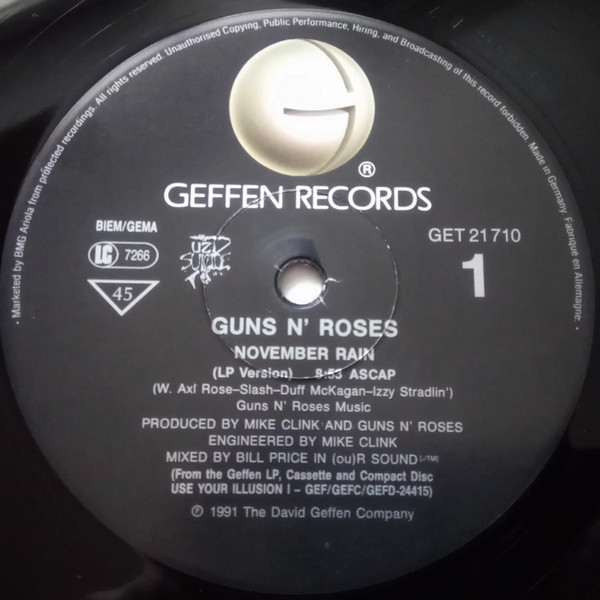 Marketed by BMG Ariola from protected recordings. All rights reserved. Unauthorised Copying, Public Performance, Hiring, and Broadcasting of this record forbidden. Made in Germany. Fabriqué en Allemagne.
®
GEFFEN RECORDS
BIEM/GEMA
LC 7266
45
GET 21 710
1
GUNS N' ROSES
NOVEMBER RAIN
(LP Version) 8:53 ASCAP
(W. Axl Rose–Slash–Duff McKagan–Izzy Stradlin')
Guns N' Roses Music
PRODUCED BY MIKE CLINK AND GUNS N' ROSES
ENGINEERED BY MIKE CLINK
MIXED BY BILL PRICE IN (ou)R SOUND
(From the Geffen LP, Cassette and Compact Disc
USE YOUR ILLUSION I – GEF/GEFC/GEFD-24415)
℗ 1991 The David Geffen Company